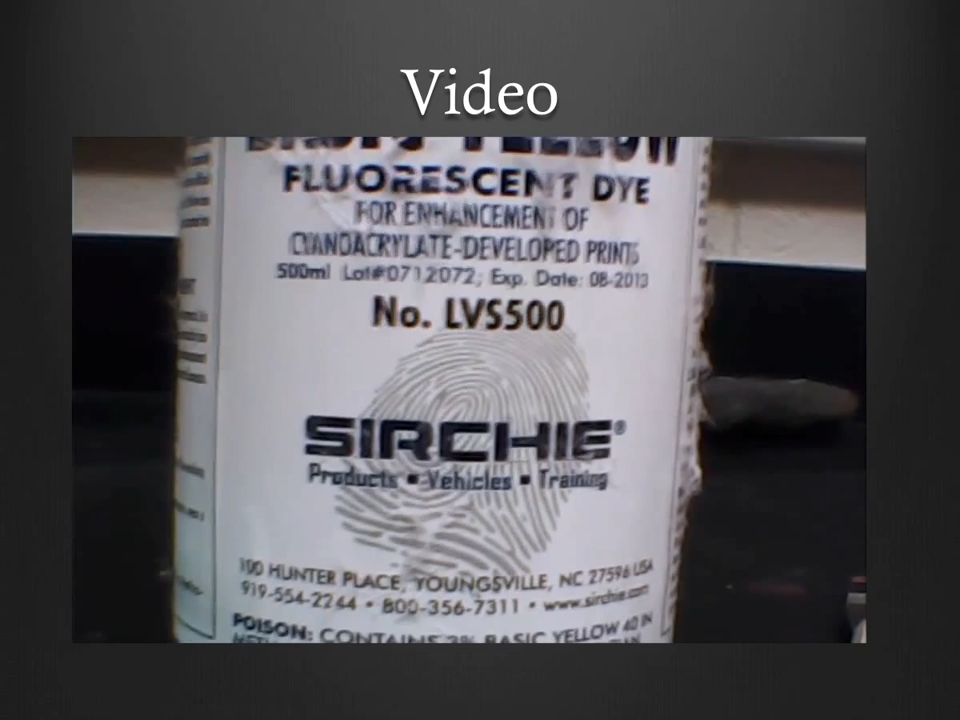 Video
FLUORESCENT DYE
FOR ENHANCEMENT OF
CYANOACRYLATE-DEVELOPED PRINTS
500ml Lot#0712072; Exp. Date: 08-2013
No. LVS500
SIRCHIE®
Products ▪ Vehicles ▪ Training
100 HUNTER PLACE, YOUNGSVILLE, NC 27596 USA
919-554-2244 • 800-356-7311 • www.sirchie.com
POISON: CONTAINS 3% BASIC YELLOW 40 IN